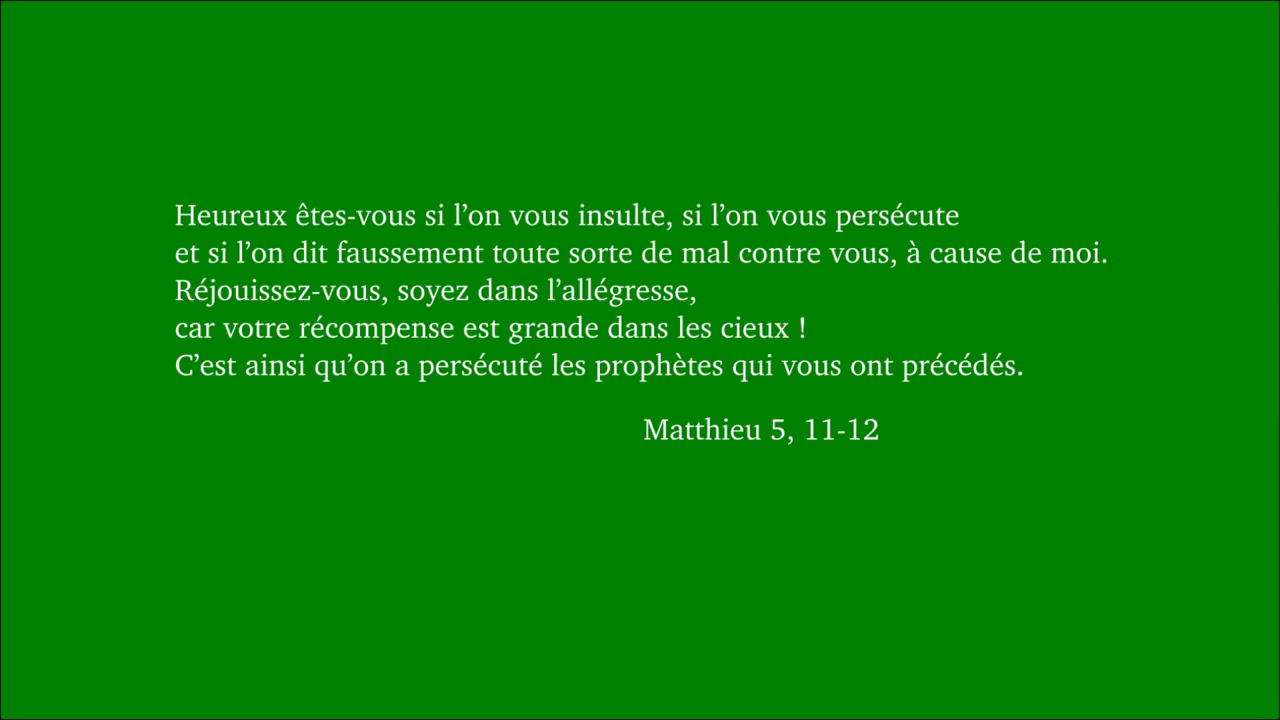 Heureux êtes-vous si l’on vous insulte, si l’on vous persécute
et si l’on dit faussement toute sorte de mal contre vous, à cause de moi.
Réjouissez-vous, soyez dans l’allégresse,
car votre récompense est grande dans les cieux !
C’est ainsi qu’on a persécuté les prophètes qui vous ont précédés.
Matthieu 5, 11-12